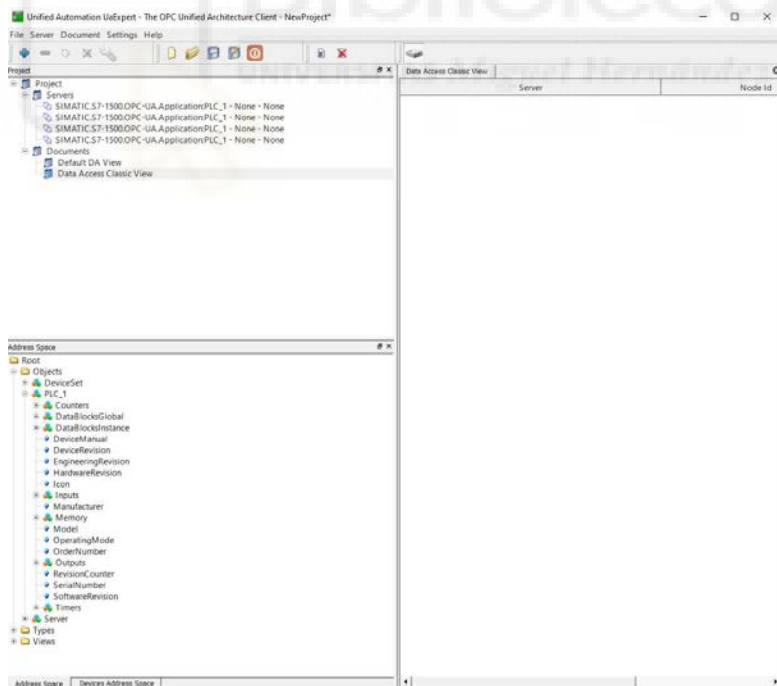 Unified Automation UaExpert - The OPC Unified Architecture Client - NewProject*
File Server Document Settings Help
Project
Project
Servers
SIMATIC.S7-1500.OPC-UA.Application:PLC_1 - None - None
SIMATIC.S7-1500.OPC-UA.Application:PLC_1 - None - None
SIMATIC.S7-1500.OPC-UA.Application:PLC_1 - None - None
SIMATIC.S7-1500.OPC-UA.Application:PLC_1 - None - None
Documents
Default DA View
Data Access Classic View
Data Access Classic View
Server Node Id
Address Space
Root
Objects
DeviceSet
PLC_1
Counters
DataBlocksGlobal
DataBlocksInstance
DeviceManual
DeviceRevision
EngineeringRevision
HardwareRevision
Icon
Inputs
Manufacturer
Memory
Model
OperatingMode
OrderNumber
Outputs
RevisionCounter
SerialNumber
SoftwareRevision
Timers
Server
Types
Views
Address Space Devices Address Space